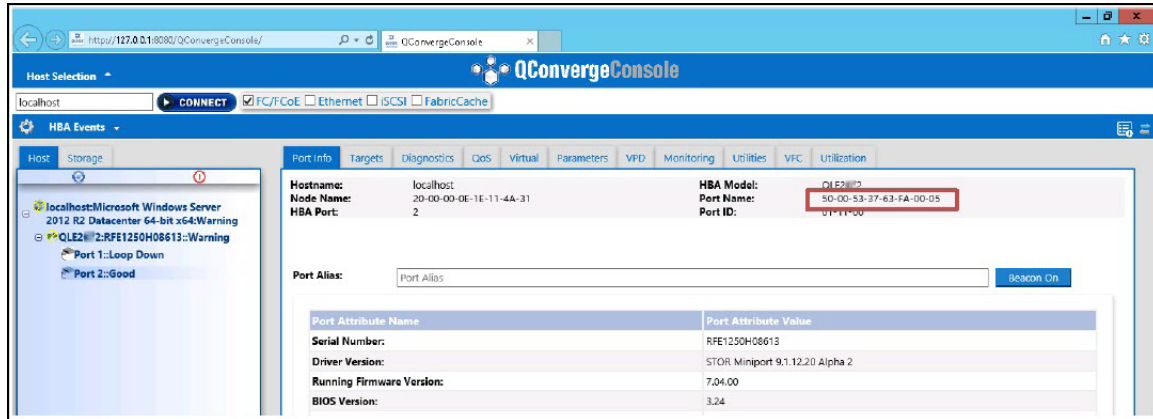 http://127.0.0.1:8080/QConvergeConsole/
QConvergeConsole
Host Selection
QConvergeConsole
localhost
CONNECT
FC/FCoE Ethernet iSCSI FabricCache
HBA Events
Host Storage
Port Info Targets Diagnostics QoS Virtual Parameters VPD Monitoring Utilities VFC Utilization
localhost:Microsoft Windows Server
2012 R2 Datacenter 64-bit x64:Warning
2:RFE1250H08613::Warning
Port 1::Loop Down
Port 2::Good
Hostname: localhost HBA Model:
Node Name: 20-00-00-0E-1E-11-4A-31 Port Name: 50-00-53-37-63-FA-00-05
HBA Port: 2 Port ID: 01-11-00
Port Alias: Port Alias Beacon On
Port Attribute Name Port Attribute Value
Serial Number: RFE1250H08613
Driver Version: STOR Miniport 9.1.12.20 Alpha 2
Running Firmware Version: 7.04.00
BIOS Version: 3.24